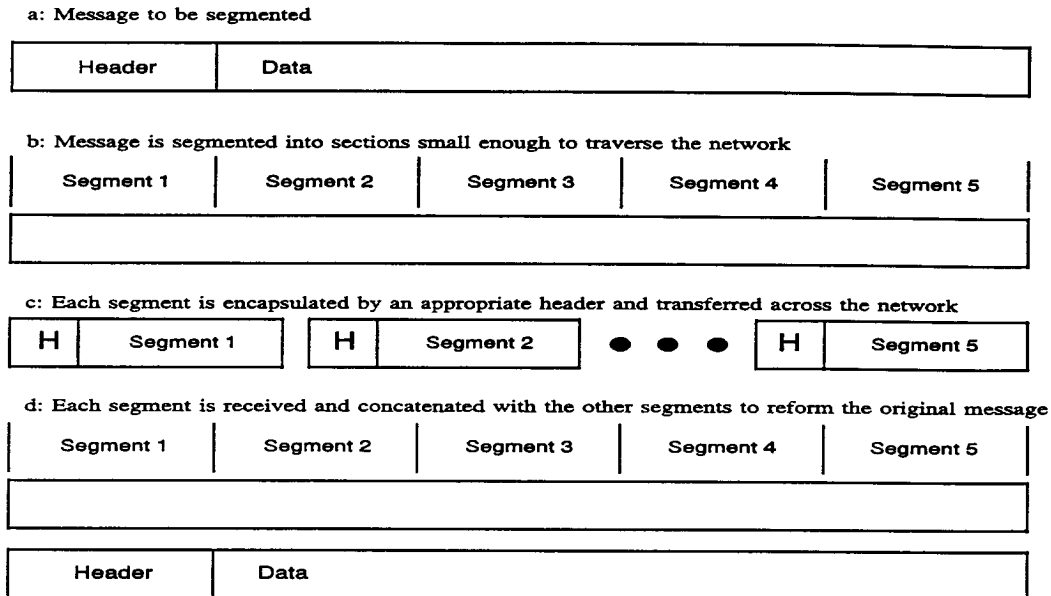 a: Message to be segmented
Header Data
b: Message is segmented into sections small enough to traverse the network
Segment 1 Segment 2 Segment 3 Segment 4 Segment 5
c: Each segment is encapsulated by an appropriate header and transferred across the network
H Segment 1 H Segment 2 H Segment 5
d: Each segment is received and concatenated with the other segments to reform the original message
Segment 1 Segment 2 Segment 3 Segment 4 Segment 5
Header Data